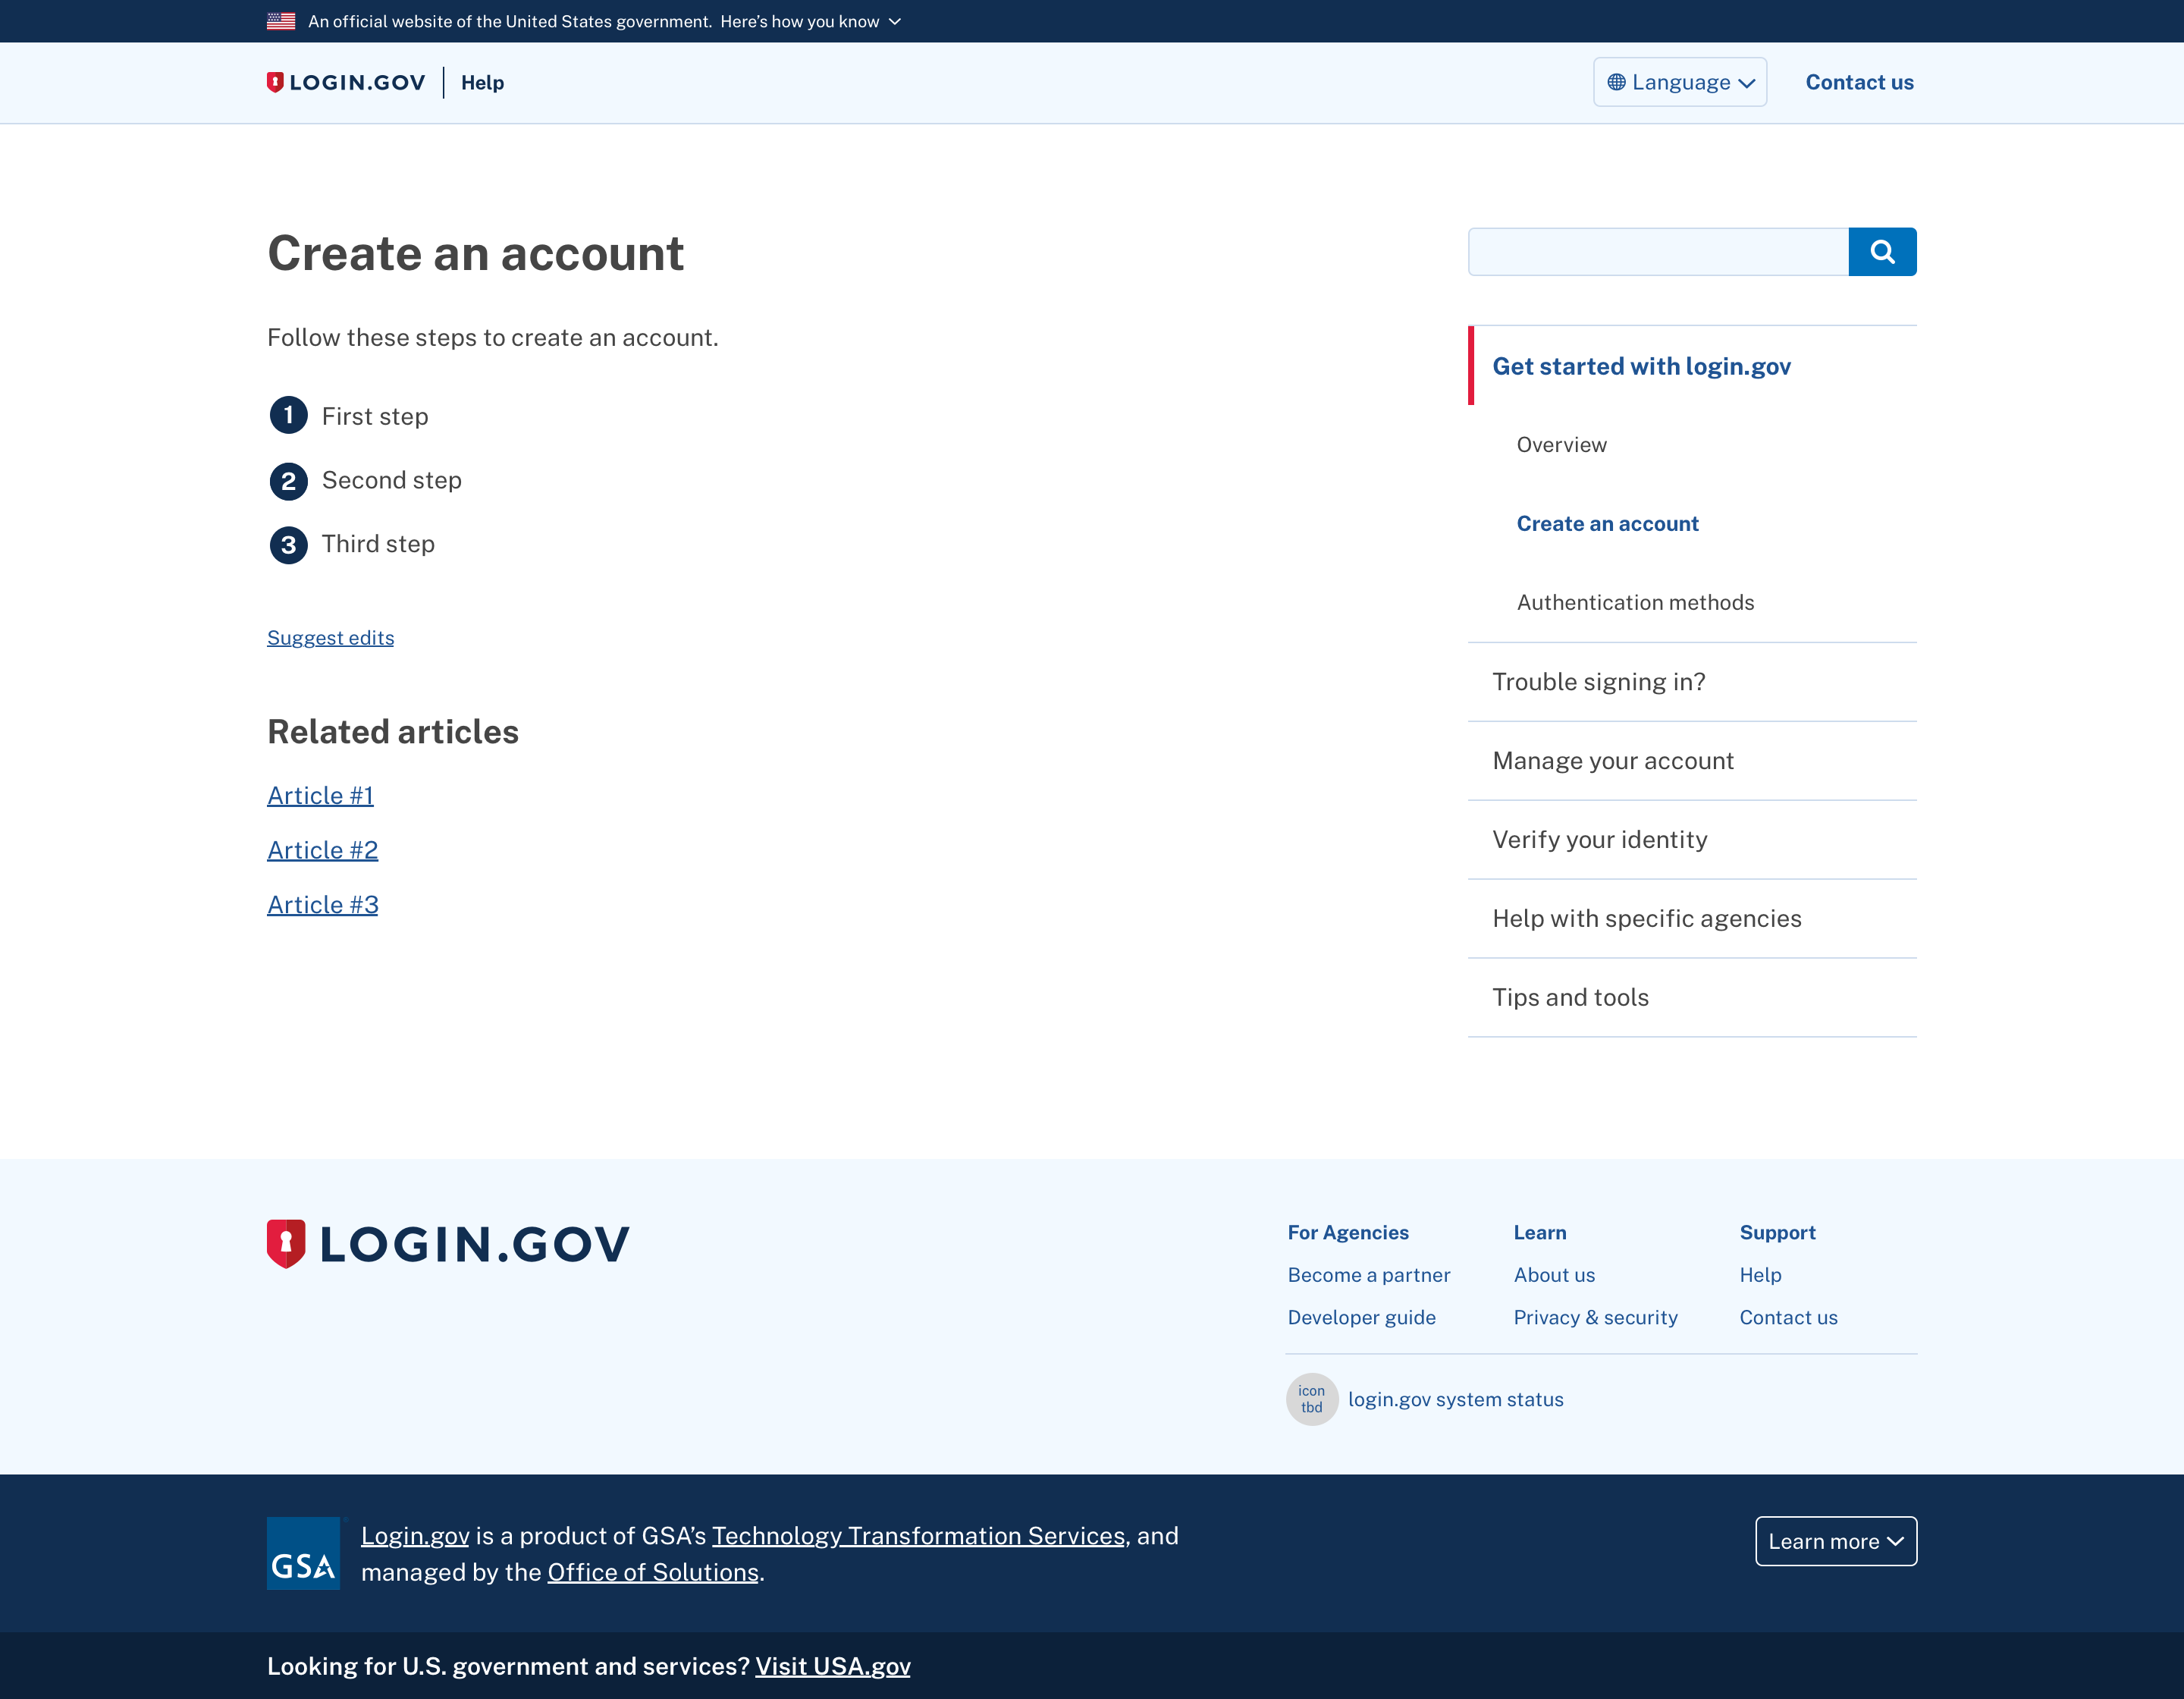 An official website of the United States government. Here’s how you know
LOGIN.GOV
Help
Language
Contact us
Create an account
Follow these steps to create an account.
1 First step
2 Second step
3 Third step
Suggest edits
Related articles
Article #1
Article #2
Article #3
Get started with login.gov
Overview
Create an account
Authentication methods
Trouble signing in?
Manage your account
Verify your identity
Help with specific agencies
Tips and tools
LOGIN.GOV
For Agencies
Become a partner
Developer guide
Learn
About us
Privacy & security
Support
Help
Contact us
icon
tbd
login.gov system status
GSA
Login.gov is a product of GSA’s Technology Transformation Services, and
managed by the Office of Solutions.
Learn more
Looking for U.S. government and services? Visit USA.gov